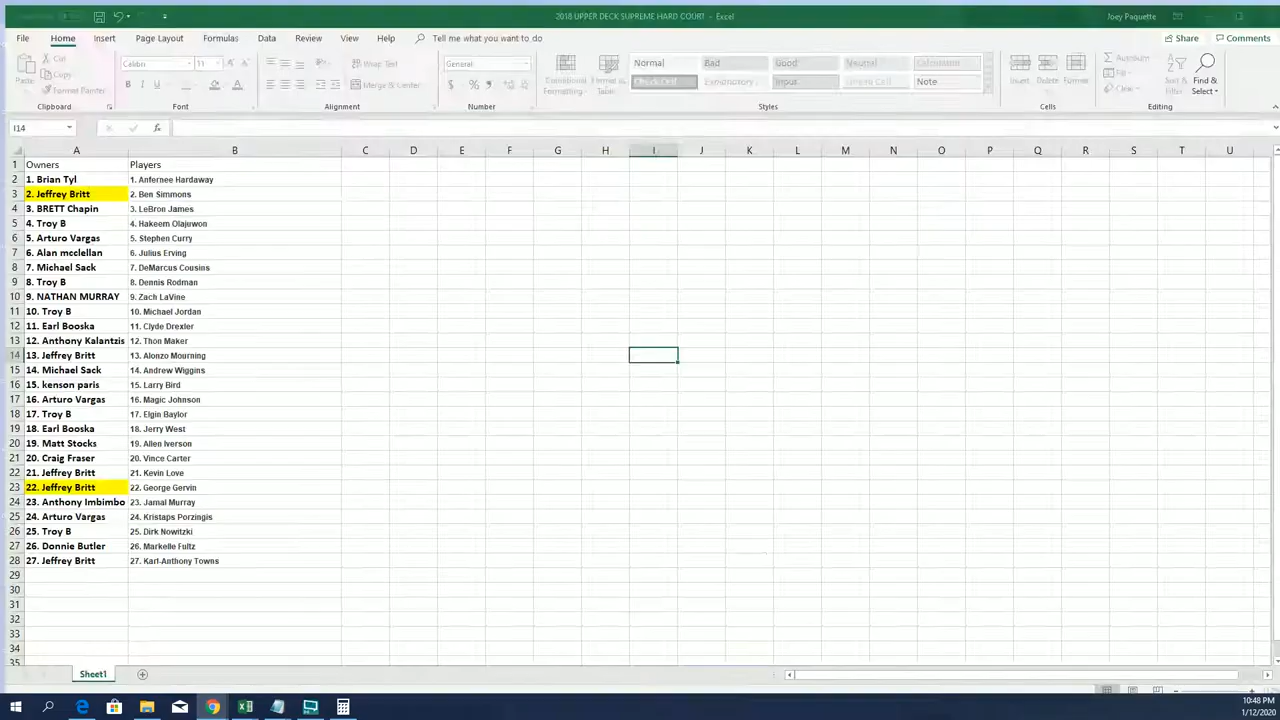 2018 UPPER DECK SUPREME HARD COURT - Excel
Joey Paquette
File Home Insert Page Layout Formulas Data Review View Help Tell me what you want to do
Share Comments
Paste
Cut
Copy
Format Painter
Calibri 11
General
Merge & Center
Normal Bad Good Neutral Calculation
Check Cell Explanatory... Input Linked Cell Note
Insert Delete Format
Autosum
Fill
Clear
Sort & Find & Select
Clipboard Font Alignment Number Styles Cells Editing
I14
A B C D E F G H I J K L M N O P Q R S T U
1 Owners Players
2 1. Brian Tyl 1. Anfernee Hardaway
3 2. Jeffrey Britt 2. Ben Simmons
4 3. BRETT Chapin 3. LeBron James
5 4. Troy B 4. Hakeem Olajuwon
6 5. Arturo Vargas 5. Stephen Curry
7 6. Alan mcclellan 6. Julius Erving
8 7. Michael Sack 7. DeMarcus Cousins
9 8. Troy B 8. Dennis Rodman
10 9. NATHAN MURRAY 9. Zach LaVine
11 10. Troy B 10. Michael Jordan
12 11. Earl Booska 11. Clyde Drexler
13 12. Anthony Kalantzis 12. Thon Maker
14 13. Jeffrey Britt 13. Alonzo Mourning
15 14. Michael Sack 14. Andrew Wiggins
16 15. kenson paris 15. Larry Bird
17 16. Arturo Vargas 16. Magic Johnson
18 17. Troy B 17. Elgin Baylor
19 18. Earl Booska 18. Jerry West
20 19. Matt Stocks 19. Allen Iverson
21 20. Craig Fraser 20. Vince Carter
22 21. Jeffrey Britt 21. Kevin Love
23 22. Jeffrey Britt 22. George Gervin
24 23. Anthony Imbimbo 23. Jamal Murray
25 24. Arturo Vargas 24. Kristaps Porzingis
26 25. Troy B 25. Dirk Nowitzki
27 26. Donnie Butler 26. Markelle Fultz
28 27. Jeffrey Britt 27. Karl-Anthony Towns
29
30
31
32
33
34
35
Sheet1
10:48 PM
1/12/2020